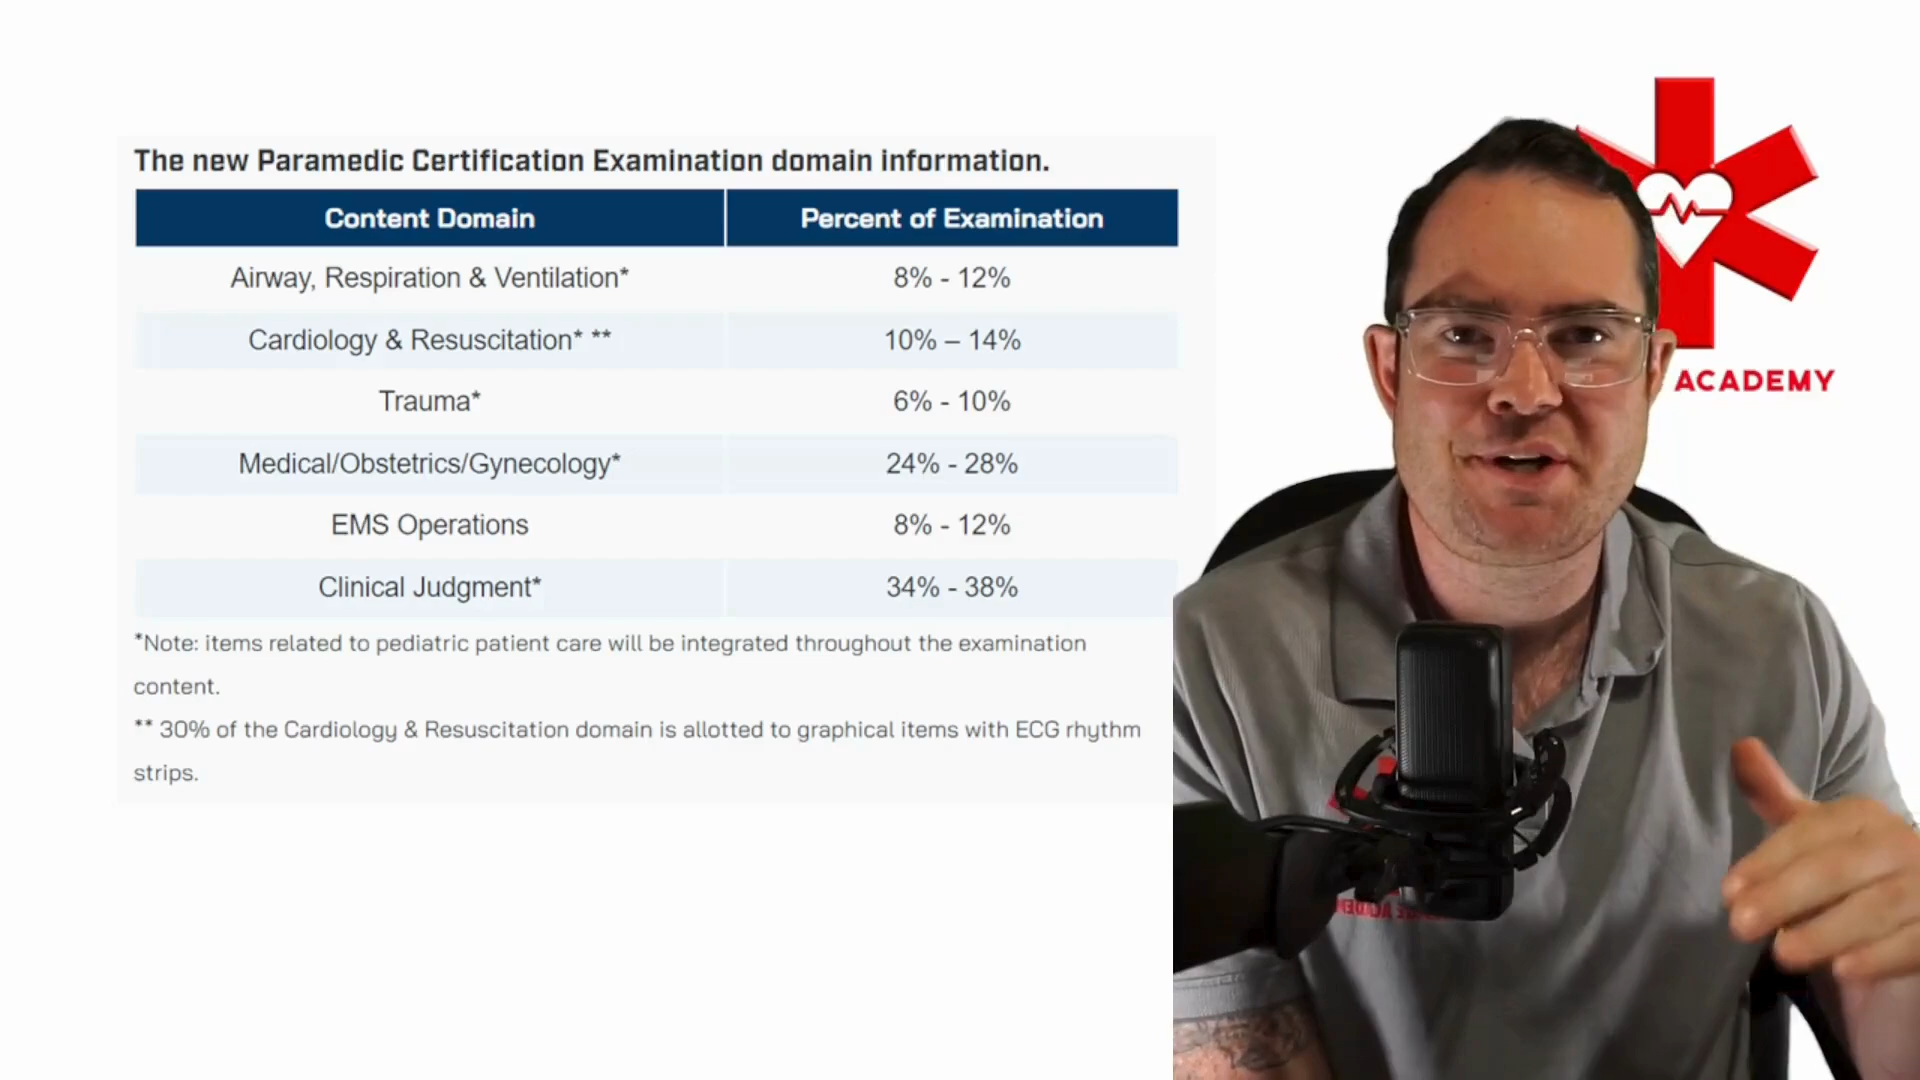 The new Paramedic Certification Examination domain information.
Content Domain Percent of Examination
Airway, Respiration & Ventilation* 8% - 12%
Cardiology & Resuscitation* ** 10% – 14%
Trauma* 6% - 10%
Medical/Obstetrics/Gynecology* 24% - 28%
EMS Operations 8% - 12%
Clinical Judgment* 34% - 38%
*Note: items related to pediatric patient care will be integrated throughout the examination
content.
** 30% of the Cardiology & Resuscitation domain is allotted to graphical items with ECG rhythm
strips.
ACADEMY